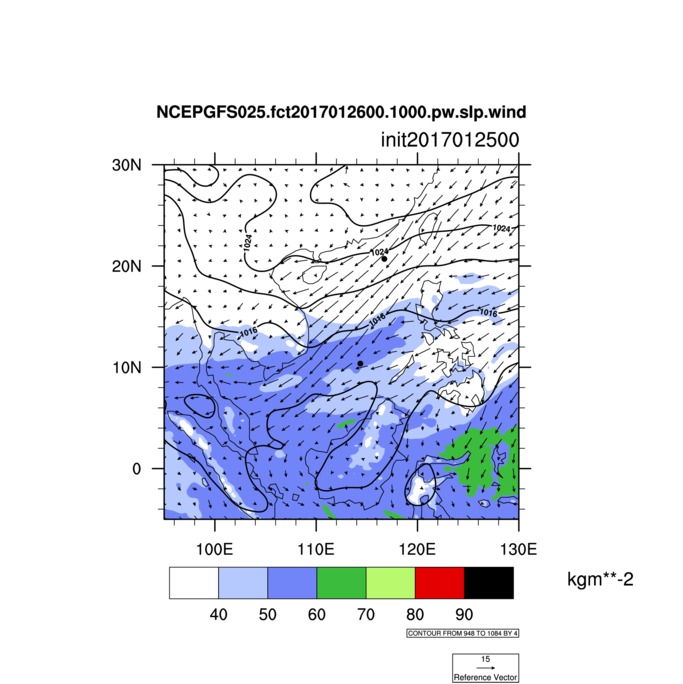 NCEPGFS025.fct2017012600.1000.pw.slp.wind
init2017012500
30N
1024
1024
1024
20N
1016
1016
1016
10N
0
100E 110E 120E 130E
kgm**-2
40 50 60 70 80 90
CONTOUR FROM 948 TO 1084 BY 4
15
Reference Vector